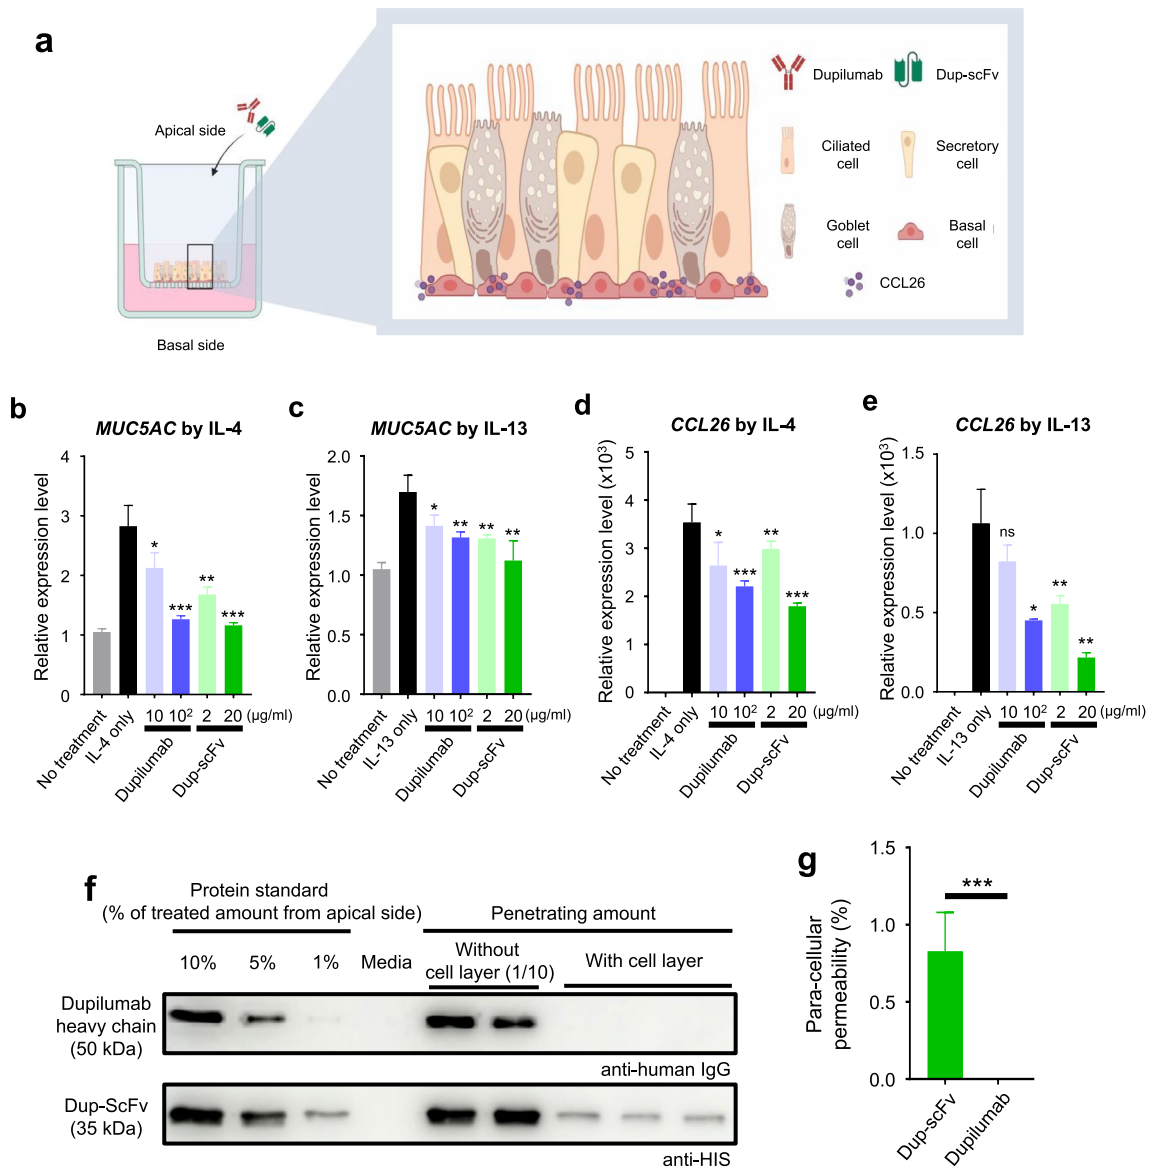 a
Apical side
Basal side
Dupilumab
Dup-scFv
Ciliated
cell
Secretory
cell
Goblet
cell
Basal
cell
CCL26
b
MUC5AC by IL-4
Relative expression level
4
3
2
1
0
* *** ** ***
10 10² 2 20 (μg/ml)
No treatment
IL-4 only
Dupilumab
Dup-scFv
c
MUC5AC by IL-13
Relative expression level
2.0
1.5
1.0
0.5
0.0
* ** ** **
10 10² 2 20 (μg/ml)
No treatment
IL-13 only
Dupilumab
Dup-scFv
d
CCL26 by IL-4
Relative expression level (x10³)
5
4
3
2
1
0
* *** ** ***
10 10² 2 20 (μg/ml)
No treatment
IL-4 only
Dupilumab
Dup-scFv
e
CCL26 by IL-13
Relative expression level (x10³)
1.5
1.0
0.5
0.0
ns * ** **
10 10² 2 20 (μg/ml)
No treatment
IL-13 only
Dupilumab
Dup-scFv
f
Protein standard
(% of treated amount from apical side)
Penetrating amount
10% 5% 1% Media
Without
cell layer (1/10)
With cell layer
Dupilumab
heavy chain
(50 kDa)
anti-human IgG
Dup-ScFv
(35 kDa)
anti-HIS
g
Para-cellular
permeability (%)
1.5
1.0
0.5
0.0
***
Dup-scFv
Dupilumab